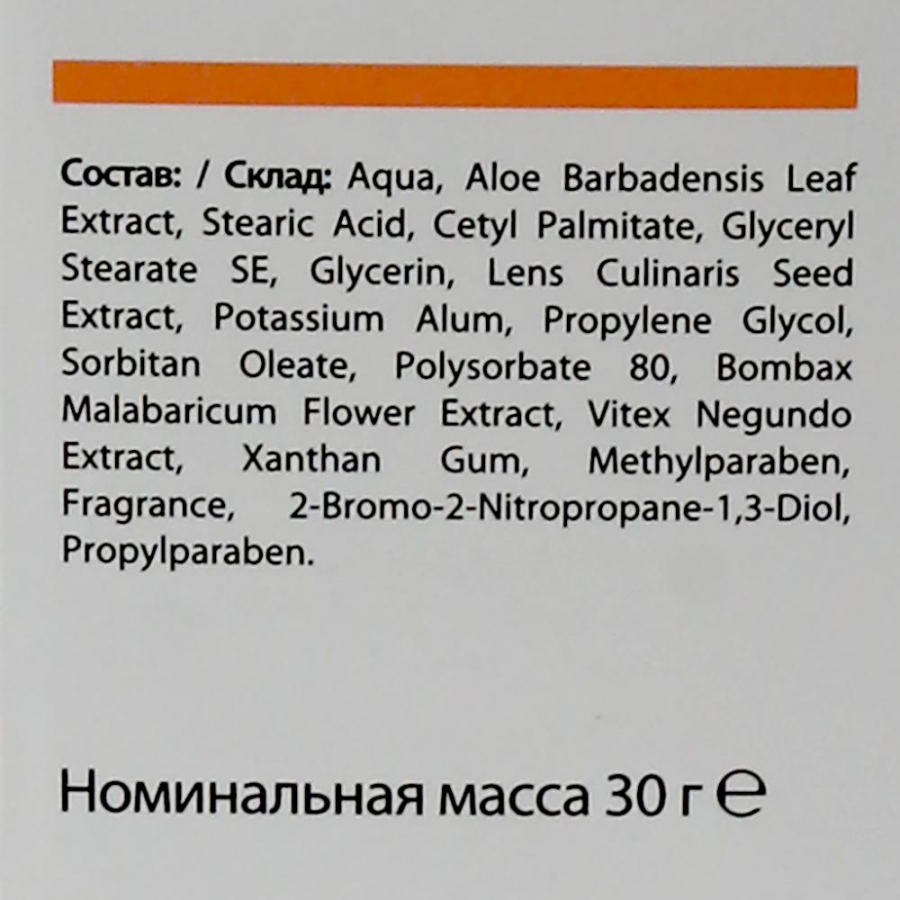 Состав: / Склад: Aqua, Aloe Barbadensis Leaf
Extract, Stearic Acid, Cetyl Palmitate, Glyceryl
Stearate SE, Glycerin, Lens Culinaris Seed
Extract, Potassium Alum, Propylene Glycol,
Sorbitan Oleate, Polysorbate 80, Bombax
Malabaricum Flower Extract, Vitex Negundo
Extract, Xanthan Gum, Methylparaben,
Fragrance, 2-Bromo-2-Nitropropane-1,3-Diol,
Propylparaben.
Номинальная масса 30 г ℮